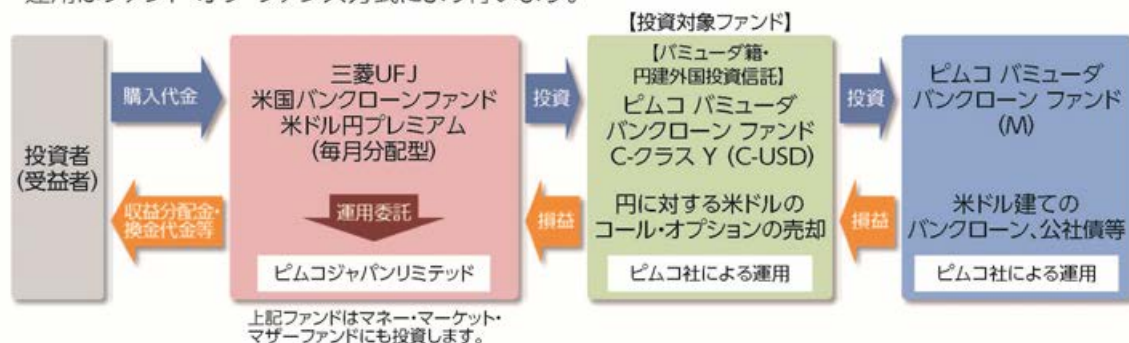 運用はファンド・オブ・ファンズ方式により行います。
【投資対象ファンド】
投資者
(受益者)
購入代金
収益分配金・
換金代金等
三菱UFJ
米国バンクローンファンド
米ドル円プレミアム
(毎月分配型)
運用委託
ピムコジャパンリミテッド
上記ファンドはマネー・マーケット・
マザーファンドにも投資します。
投資
損益
【バミューダ籍・
円建外国投資信託】
ピムコ バミューダ
バンクローン ファンド
C-クラス Y (C-USD)
円に対する米ドルの
コール・オプションの売却
ピムコ社による運用
投資
損益
ピムコ バミューダ
バンクローン ファンド
(M)
米ドル建ての
バンクローン、公社債等
ピムコ社による運用